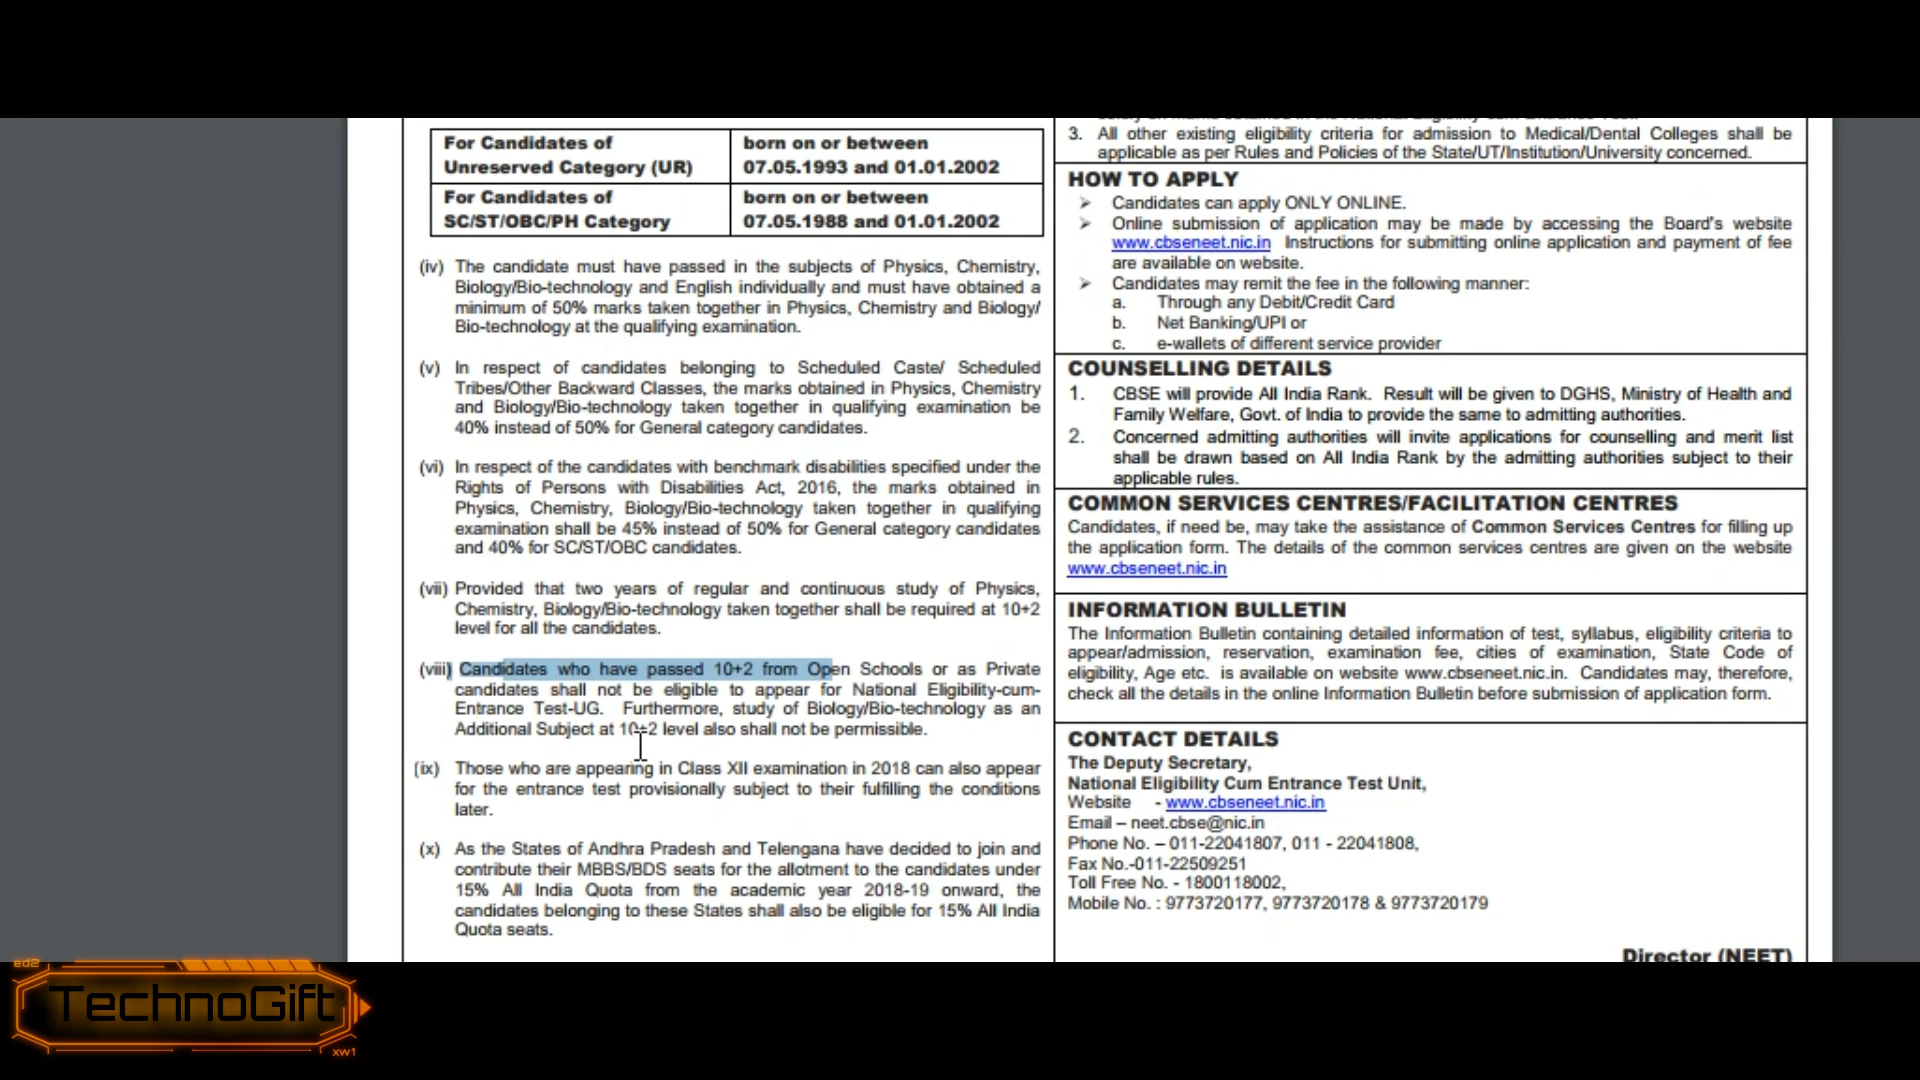 For Candidates of
Unreserved Category (UR)
born on or between
07.05.1993 and 01.01.2002
For Candidates of
SC/ST/OBC/PH Category
born on or between
07.05.1988 and 01.01.2002
(iv) The candidate must have passed in the subjects of Physics, Chemistry,
Biology/Bio-technology and English individually and must have obtained a
minimum of 50% marks taken together in Physics, Chemistry and Biology/
Bio-technology at the qualifying examination.
(v) In respect of candidates belonging to Scheduled Caste/ Scheduled
Tribes/Other Backward Classes, the marks obtained in Physics, Chemistry
and Biology/Bio-technology taken together in qualifying examination be
40% instead of 50% for General category candidates.
(vi) In respect of the candidates with benchmark disabilities specified under the
Rights of Persons with Disabilities Act, 2016, the marks obtained in
Physics, Chemistry, Biology/Bio-technology taken together in qualifying
examination shall be 45% instead of 50% for General category candidates
and 40% for SC/ST/OBC candidates.
(vii) Provided that two years of regular and continuous study of Physics,
Chemistry, Biology/Bio-technology taken together shall be required at 10+2
level for all the candidates.
(viii) Candidates who have passed 10+2 from Open Schools or as Private
candidates shall not be eligible to appear for National Eligibility-cum-
Entrance Test-UG. Furthermore, study of Biology/Bio-technology as an
Additional Subject at 10+2 level also shall not be permissible.
(ix) Those who are appearing in Class XII examination in 2018 can also appear
for the entrance test provisionally subject to their fulfilling the conditions
later.
(x) As the States of Andhra Pradesh and Telengana have decided to join and
contribute their MBBS/BDS seats for the allotment to the candidates under
15% All India Quota from the academic year 2018-19 onward, the
candidates belonging to these States shall also be eligible for 15% All India
Quota seats.
3. All other existing eligibility criteria for admission to Medical/Dental Colleges shall be
applicable as per Rules and Policies of the State/UT/Institution/University concerned.
HOW TO APPLY
➢ Candidates can apply ONLY ONLINE.
➢ Online submission of application may be made by accessing the Board's website
www.cbseneet.nic.in Instructions for submitting online application and payment of fee
are available on website.
➢ Candidates may remit the fee in the following manner:
a. Through any Debit/Credit Card
b. Net Banking/UPI or
c. e-wallets of different service provider
COUNSELLING DETAILS
1. CBSE will provide All India Rank. Result will be given to DGHS, Ministry of Health and
Family Welfare, Govt. of India to provide the same to admitting authorities.
2. Concerned admitting authorities will invite applications for counselling and merit list
shall be drawn based on All India Rank by the admitting authorities subject to their
applicable rules.
COMMON SERVICES CENTRES/FACILITATION CENTRES
Candidates, if need be, may take the assistance of Common Services Centres for filling up
the application form. The details of the common services centres are given on the website
www.cbseneet.nic.in
INFORMATION BULLETIN
The Information Bulletin containing detailed information of test, syllabus, eligibility criteria to
appear/admission, reservation, examination fee, cities of examination, State Code of
eligibility, Age etc. is available on website www.cbseneet.nic.in. Candidates may, therefore,
check all the details in the online Information Bulletin before submission of application form.
CONTACT DETAILS
The Deputy Secretary,
National Eligibility Cum Entrance Test Unit,
Website - www.cbseneet.nic.in
Email – neet.cbse@nic.in
Phone No. – 011-22041807, 011 - 22041808,
Fax No.-011-22509251
Toll Free No. - 1800118002,
Mobile No. : 9773720177, 9773720178 & 9773720179
Director (NEET)
ed2
TechnoGift
xw1